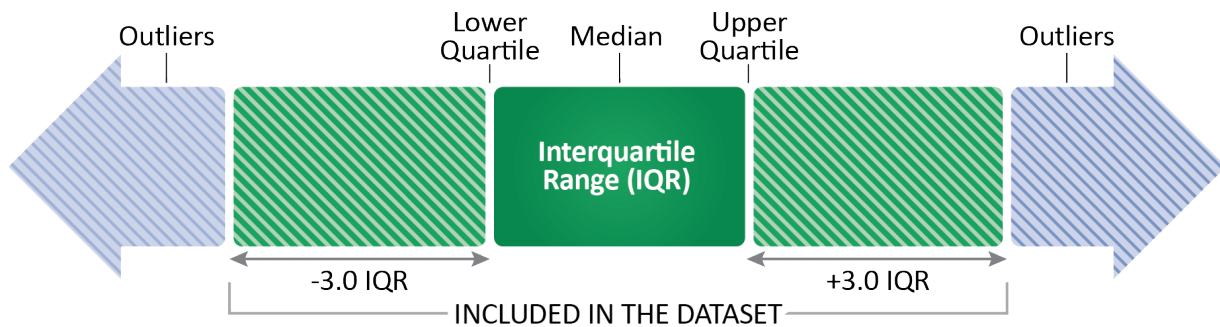 Outliers
Lower
Quartile
Median
Upper
Quartile
Outliers
Interquartile
Range (IQR)
-3.0 IQR
+3.0 IQR
INCLUDED IN THE DATASET